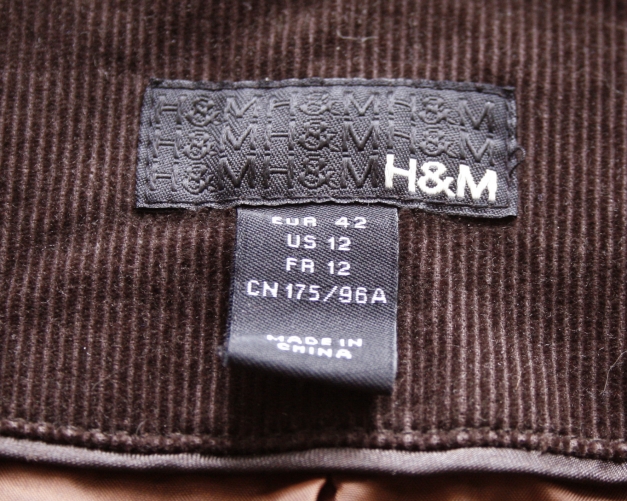 H&M H&M H&M
H&M H&M H&M
H&M H&M H&M
EUR 42
US 12
FR 12
CN 175/96A
MADE IN
CHINA